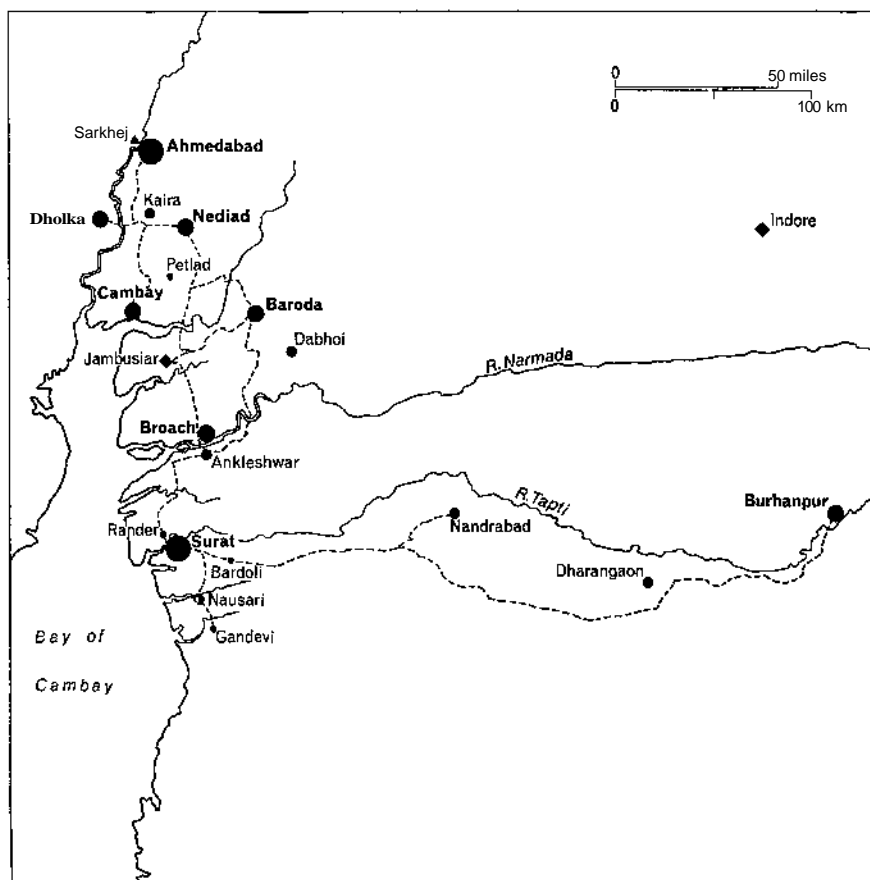 0 50 miles
0 100 km
Sarkhej
Ahmedabad
Kaira
Dholka
Nediad
Indore
Petlad
Cambay
Baroda
Dabhoi
Jambusiar
R. Narmada
Broach
Ankleshwar
R. Tapti
Burhanpur
Nandrabad
Rander
Surat
Bardoli
Dharangaon
Nausari
Gandevi
Bay of
Cambay